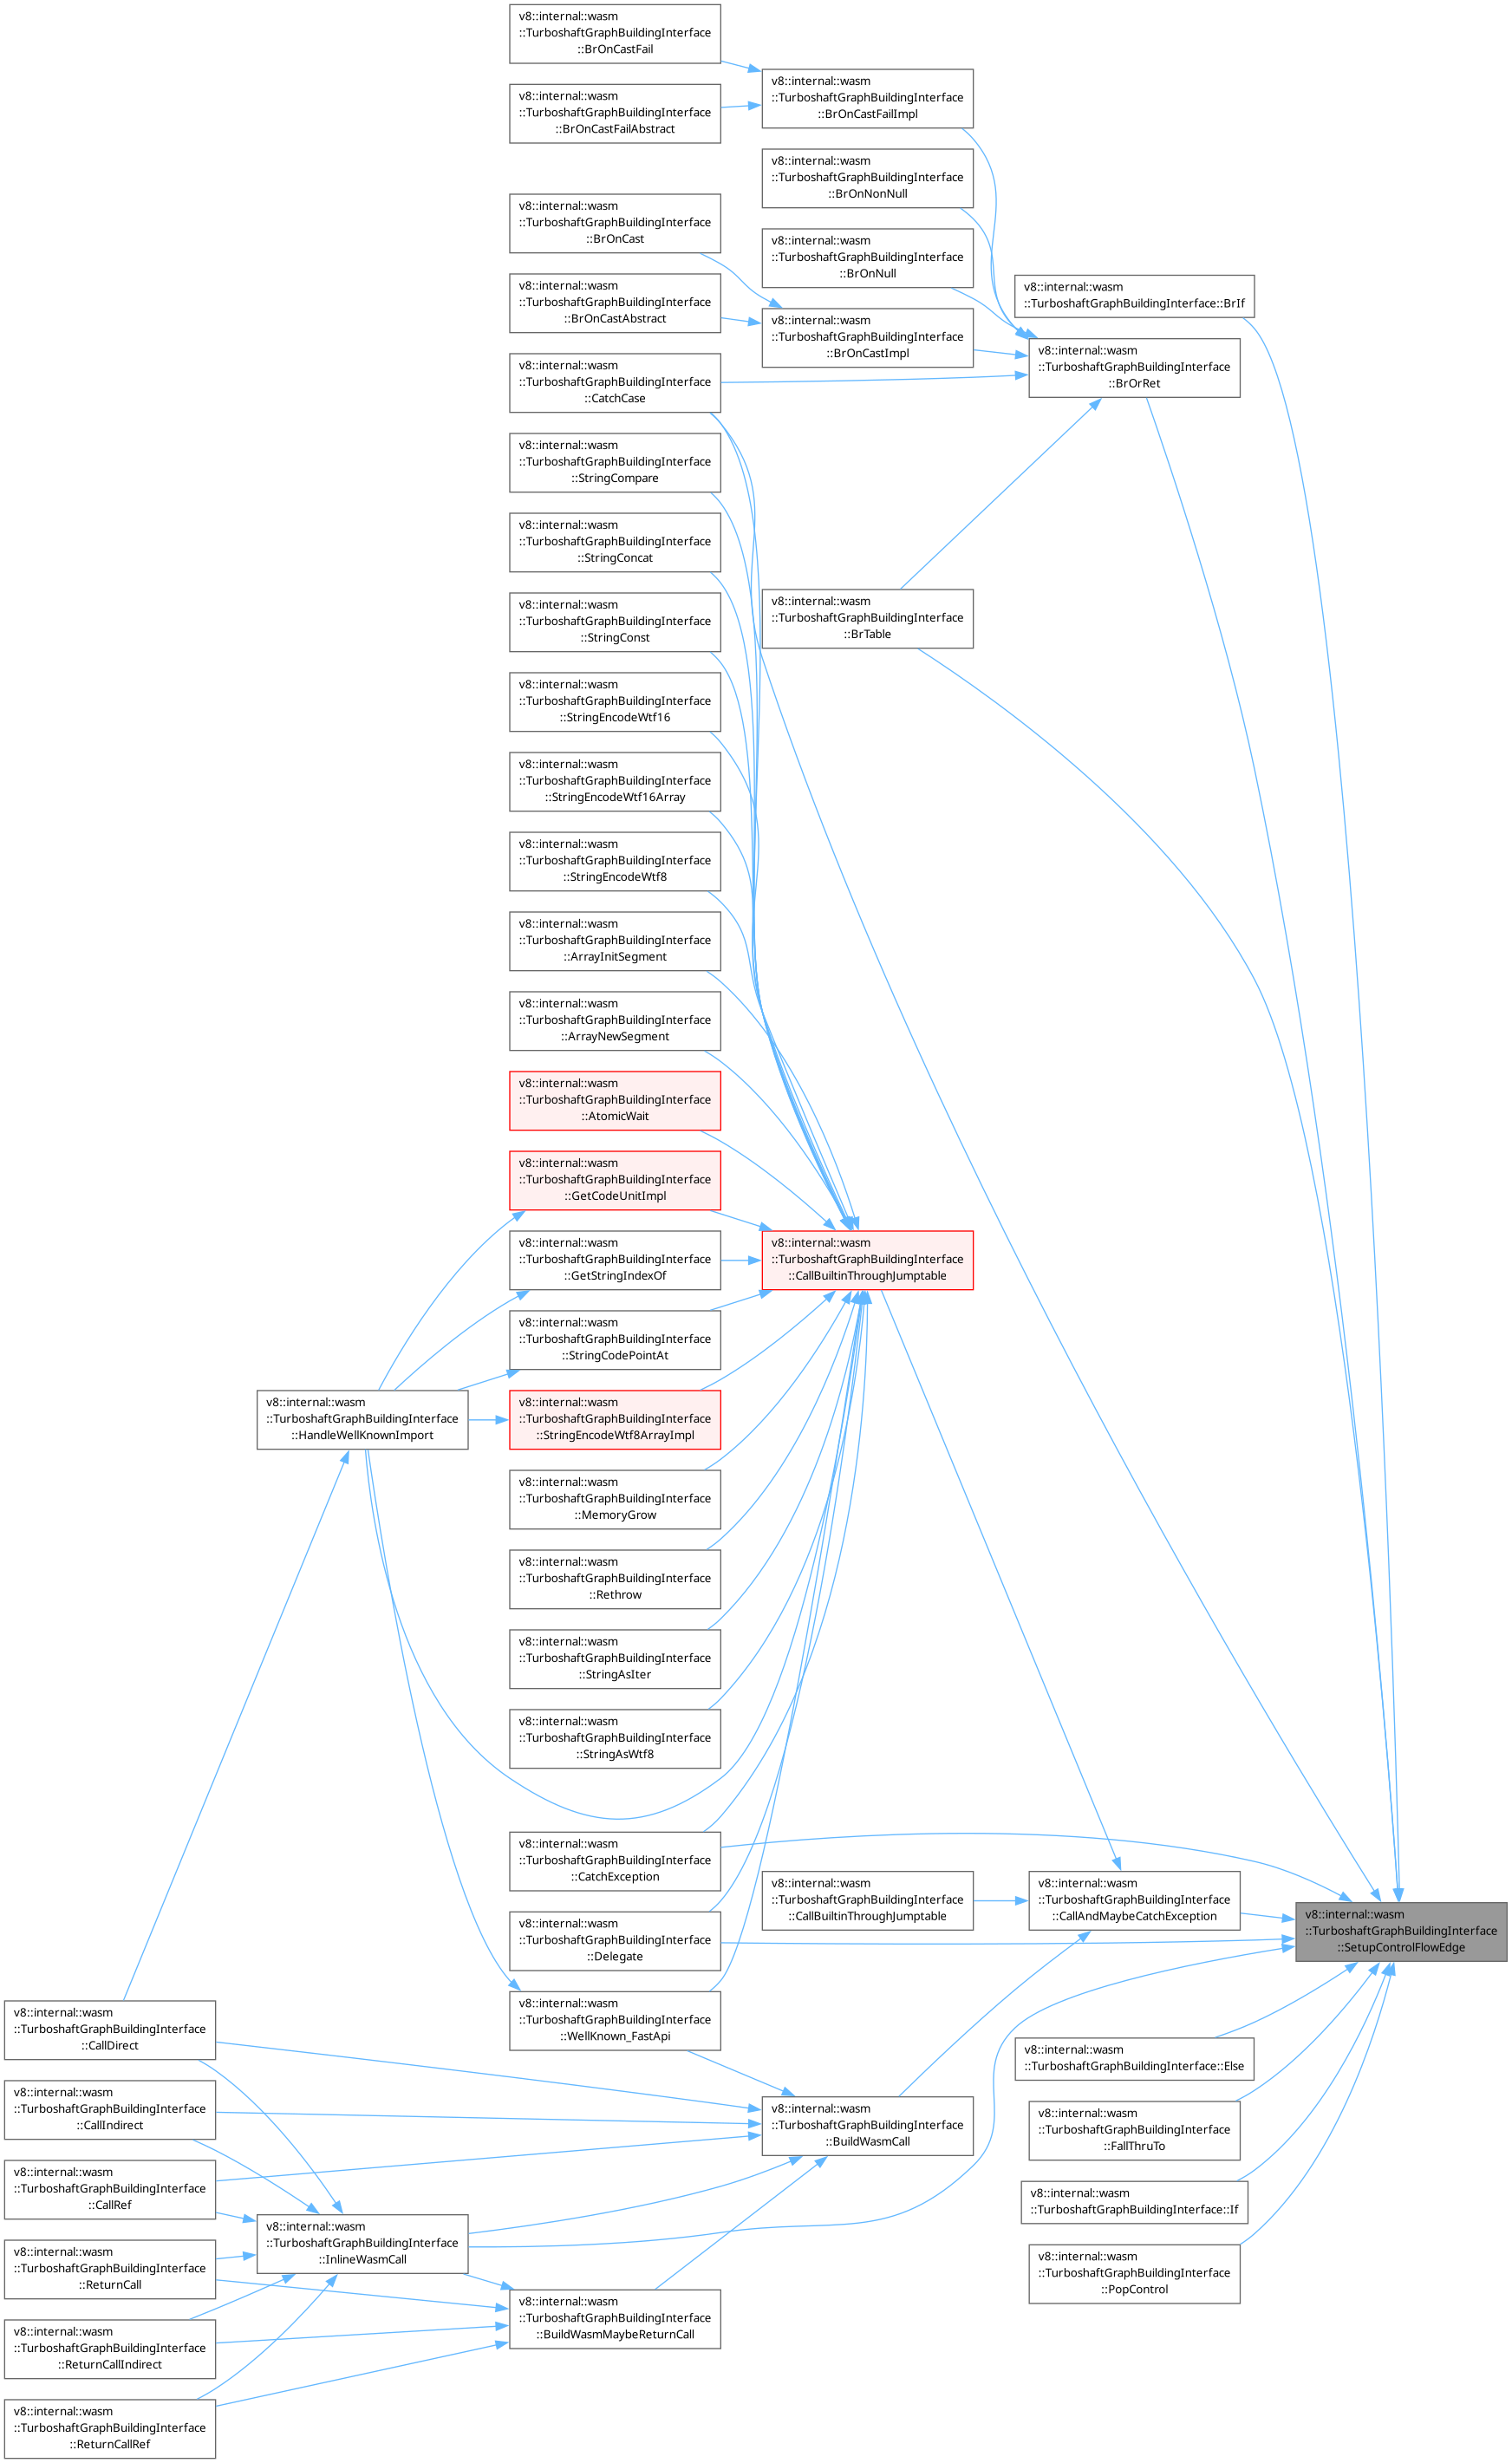 v8::internal::wasm
::TurboshaftGraphBuildingInterface
::BrOnCastFail
v8::internal::wasm
::TurboshaftGraphBuildingInterface
::BrOnCastFailAbstract
v8::internal::wasm
::TurboshaftGraphBuildingInterface
::BrOnCast
v8::internal::wasm
::TurboshaftGraphBuildingInterface
::BrOnCastAbstract
v8::internal::wasm
::TurboshaftGraphBuildingInterface
::CatchCase
v8::internal::wasm
::TurboshaftGraphBuildingInterface
::StringCompare
v8::internal::wasm
::TurboshaftGraphBuildingInterface
::StringConcat
v8::internal::wasm
::TurboshaftGraphBuildingInterface
::StringConst
v8::internal::wasm
::TurboshaftGraphBuildingInterface
::StringEncodeWtf16
v8::internal::wasm
::TurboshaftGraphBuildingInterface
::StringEncodeWtf16Array
v8::internal::wasm
::TurboshaftGraphBuildingInterface
::StringEncodeWtf8
v8::internal::wasm
::TurboshaftGraphBuildingInterface
::ArrayInitSegment
v8::internal::wasm
::TurboshaftGraphBuildingInterface
::ArrayNewSegment
v8::internal::wasm
::TurboshaftGraphBuildingInterface
::AtomicWait
v8::internal::wasm
::TurboshaftGraphBuildingInterface
::GetCodeUnitImpl
v8::internal::wasm
::TurboshaftGraphBuildingInterface
::GetStringIndexOf
v8::internal::wasm
::TurboshaftGraphBuildingInterface
::StringCodePointAt
v8::internal::wasm
::TurboshaftGraphBuildingInterface
::StringEncodeWtf8ArrayImpl
v8::internal::wasm
::TurboshaftGraphBuildingInterface
::MemoryGrow
v8::internal::wasm
::TurboshaftGraphBuildingInterface
::Rethrow
v8::internal::wasm
::TurboshaftGraphBuildingInterface
::StringAsIter
v8::internal::wasm
::TurboshaftGraphBuildingInterface
::StringAsWtf8
v8::internal::wasm
::TurboshaftGraphBuildingInterface
::CatchException
v8::internal::wasm
::TurboshaftGraphBuildingInterface
::Delegate
v8::internal::wasm
::TurboshaftGraphBuildingInterface
::WellKnown_FastApi
v8::internal::wasm
::TurboshaftGraphBuildingInterface
::BuildWasmMaybeReturnCall
v8::internal::wasm
::TurboshaftGraphBuildingInterface
::HandleWellKnownImport
v8::internal::wasm
::TurboshaftGraphBuildingInterface
::InlineWasmCall
v8::internal::wasm
::TurboshaftGraphBuildingInterface
::CallDirect
v8::internal::wasm
::TurboshaftGraphBuildingInterface
::CallIndirect
v8::internal::wasm
::TurboshaftGraphBuildingInterface
::CallRef
v8::internal::wasm
::TurboshaftGraphBuildingInterface
::ReturnCall
v8::internal::wasm
::TurboshaftGraphBuildingInterface
::ReturnCallIndirect
v8::internal::wasm
::TurboshaftGraphBuildingInterface
::ReturnCallRef
v8::internal::wasm
::TurboshaftGraphBuildingInterface
::BrOnCastFailImpl
v8::internal::wasm
::TurboshaftGraphBuildingInterface
::BrOnNonNull
v8::internal::wasm
::TurboshaftGraphBuildingInterface
::BrOnNull
v8::internal::wasm
::TurboshaftGraphBuildingInterface
::BrOnCastImpl
v8::internal::wasm
::TurboshaftGraphBuildingInterface
::BrTable
v8::internal::wasm
::TurboshaftGraphBuildingInterface
::CallBuiltinThroughJumptable
v8::internal::wasm
::TurboshaftGraphBuildingInterface
::CallBuiltinThroughJumptable
v8::internal::wasm
::TurboshaftGraphBuildingInterface
::BuildWasmCall
v8::internal::wasm
::TurboshaftGraphBuildingInterface::BrIf
v8::internal::wasm
::TurboshaftGraphBuildingInterface
::BrOrRet
v8::internal::wasm
::TurboshaftGraphBuildingInterface
::CallAndMaybeCatchException
v8::internal::wasm
::TurboshaftGraphBuildingInterface::Else
v8::internal::wasm
::TurboshaftGraphBuildingInterface
::FallThruTo
v8::internal::wasm
::TurboshaftGraphBuildingInterface::If
v8::internal::wasm
::TurboshaftGraphBuildingInterface
::PopControl
v8::internal::wasm
::TurboshaftGraphBuildingInterface
::SetupControlFlowEdge